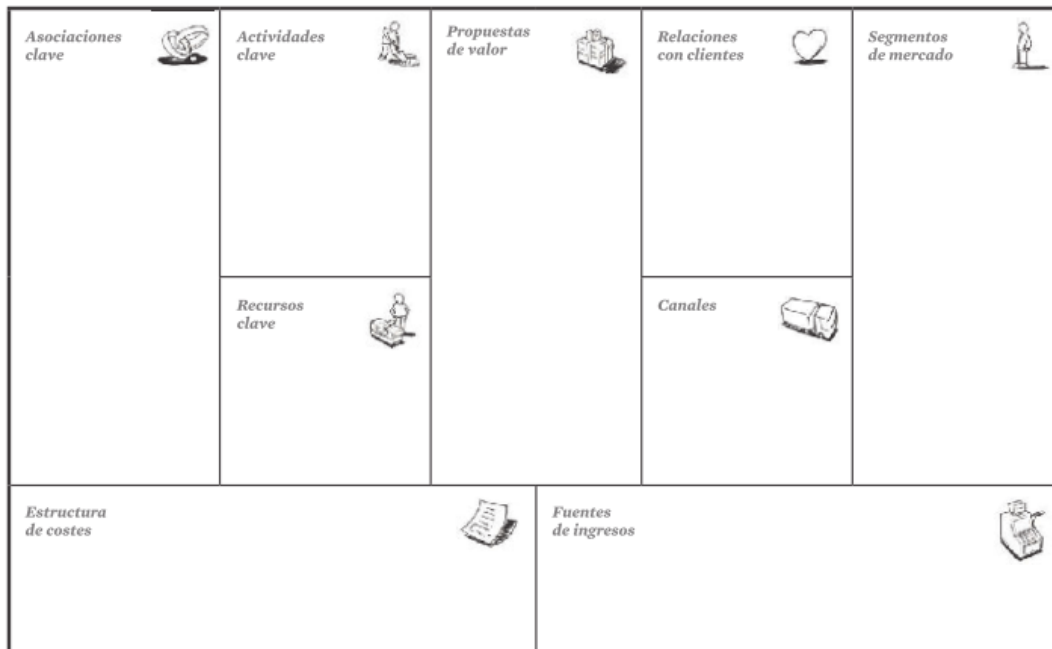 Asociaciones
clave
Actividades
clave
Propuestas
de valor
Relaciones
con clientes
Segmentos
de mercado
Recursos
clave
Canales
Estructura
de costes
Fuentes
de ingresos